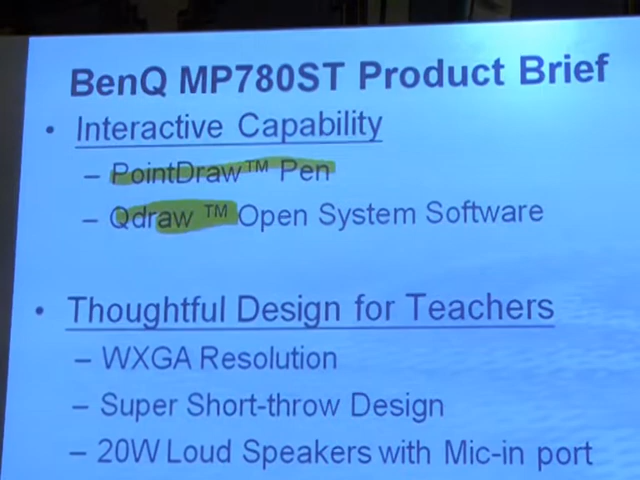 BenQ MP780ST Product Brief
• Interactive Capability
– PointDraw™ Pen
– Qdraw ™ Open System Software
• Thoughtful Design for Teachers
– WXGA Resolution
– Super Short-throw Design
– 20W Loud Speakers with Mic-in port